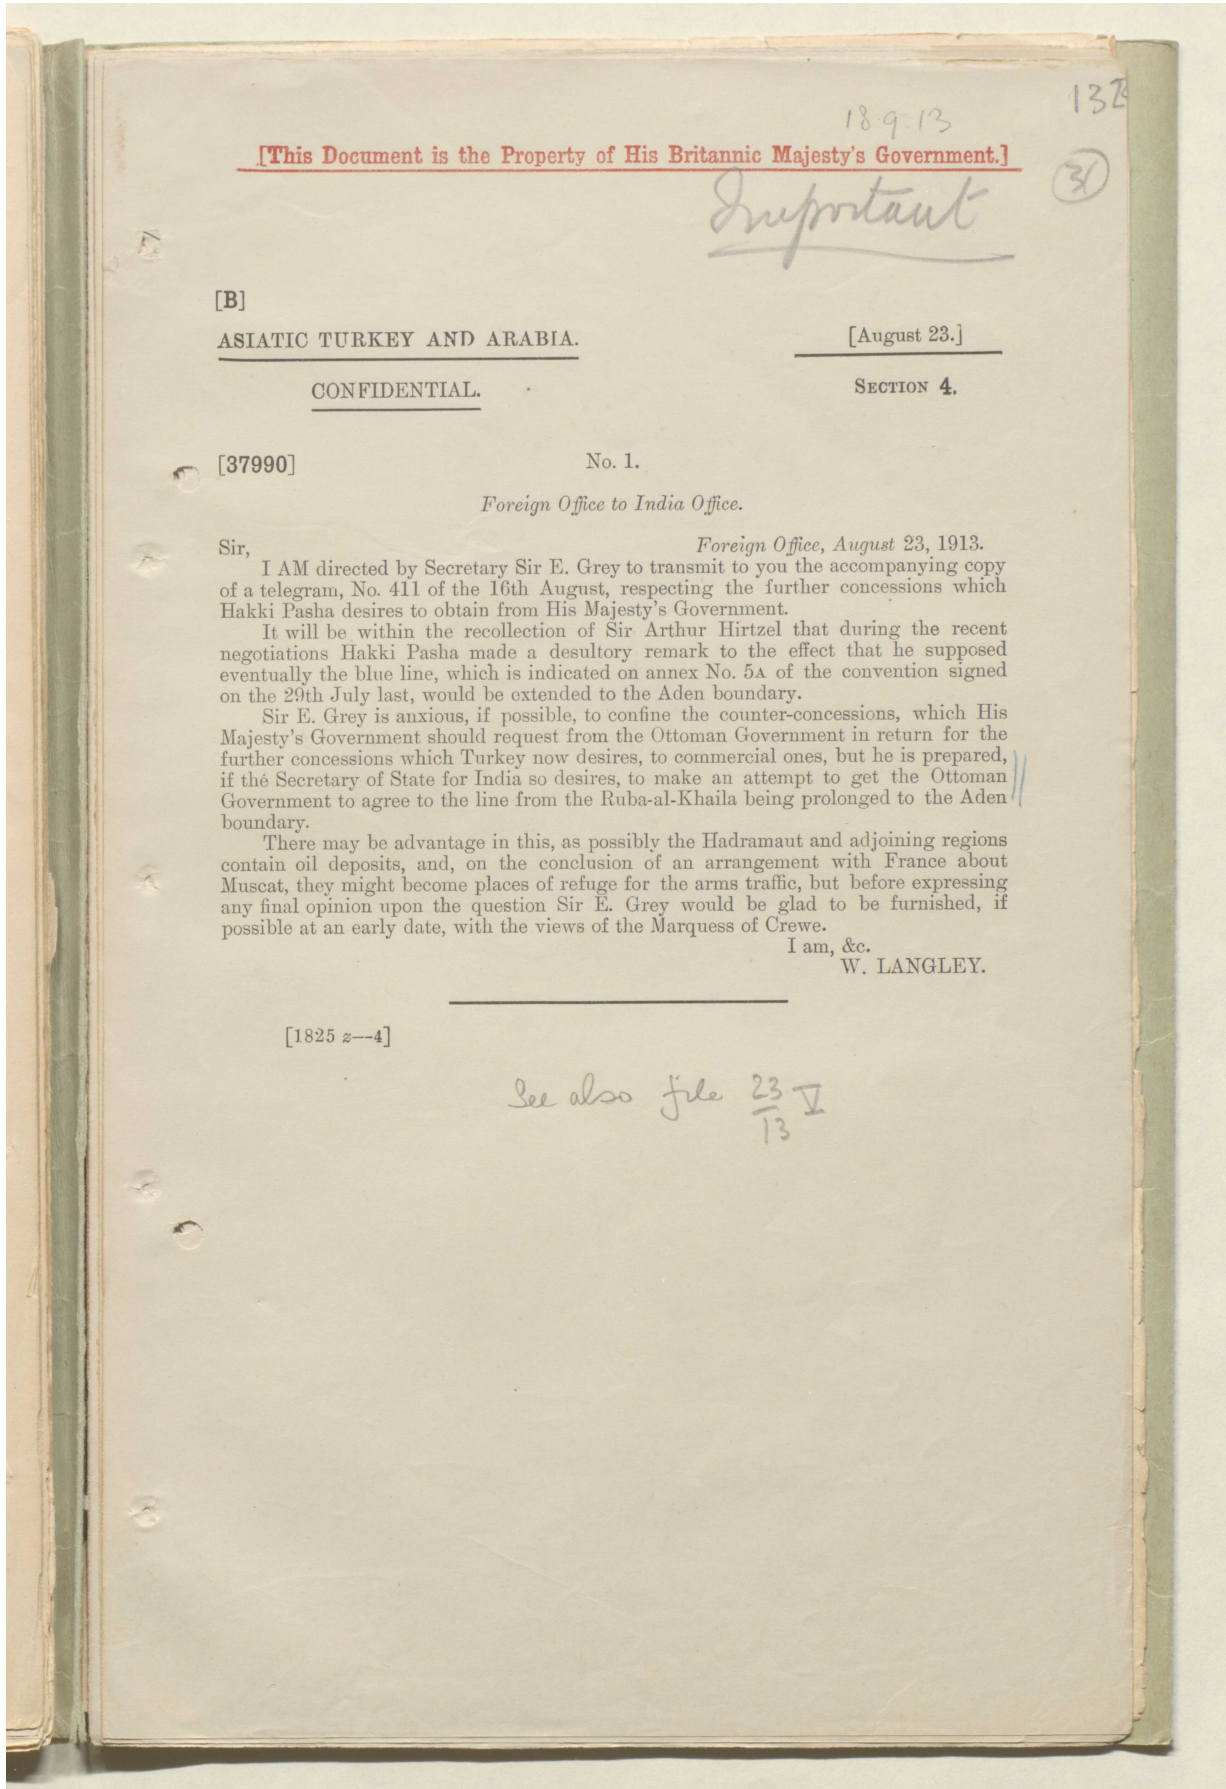 132
18.9.13
[This Document is the Property of His Britannic Majesty's Government.]
31
Important
[B]
ASIATIC TURKEY AND ARABIA.
[August 23.]
CONFIDENTIAL.
SECTION 4.
[37990]
No. 1.
Foreign Office to India Office.
Sir,
Foreign Office, August 23, 1913.
I AM directed by Secretary Sir E. Grey to transmit to you the accompanying copy
of a telegram, No. 411 of the 16th August, respecting the further concessions which
Hakki Pasha desires to obtain from His Majesty's Government.
It will be within the recollection of Sir Arthur Hirtzel that during the recent
negotiations Hakki Pasha made a desultory remark to the effect that he supposed
eventually the blue line, which is indicated on annex No. 5A of the convention signed
on the 29th July last, would be extended to the Aden boundary.
Sir E. Grey is anxious, if possible, to confine the counter-concessions, which His
Majesty's Government should request from the Ottoman Government in return for the
further concessions which Turkey now desires, to commercial ones, but he is prepared,
if the Secretary of State for India so desires, to make an attempt to get the Ottoman
Government to agree to the line from the Ruba-al-Khaila being prolonged to the Aden
boundary.
There may be advantage in this, as possibly the Hadramaut and adjoining regions
contain oil deposits, and, on the conclusion of an arrangement with France about
Muscat, they might become places of refuge for the arms traffic, but before expressing
any final opinion upon the question Sir E. Grey would be glad to be furnished, if
possible at an early date, with the views of the Marquess of Crewe.
I am, &c.
W. LANGLEY.
[1825 z—4]
See also file 23/13 V